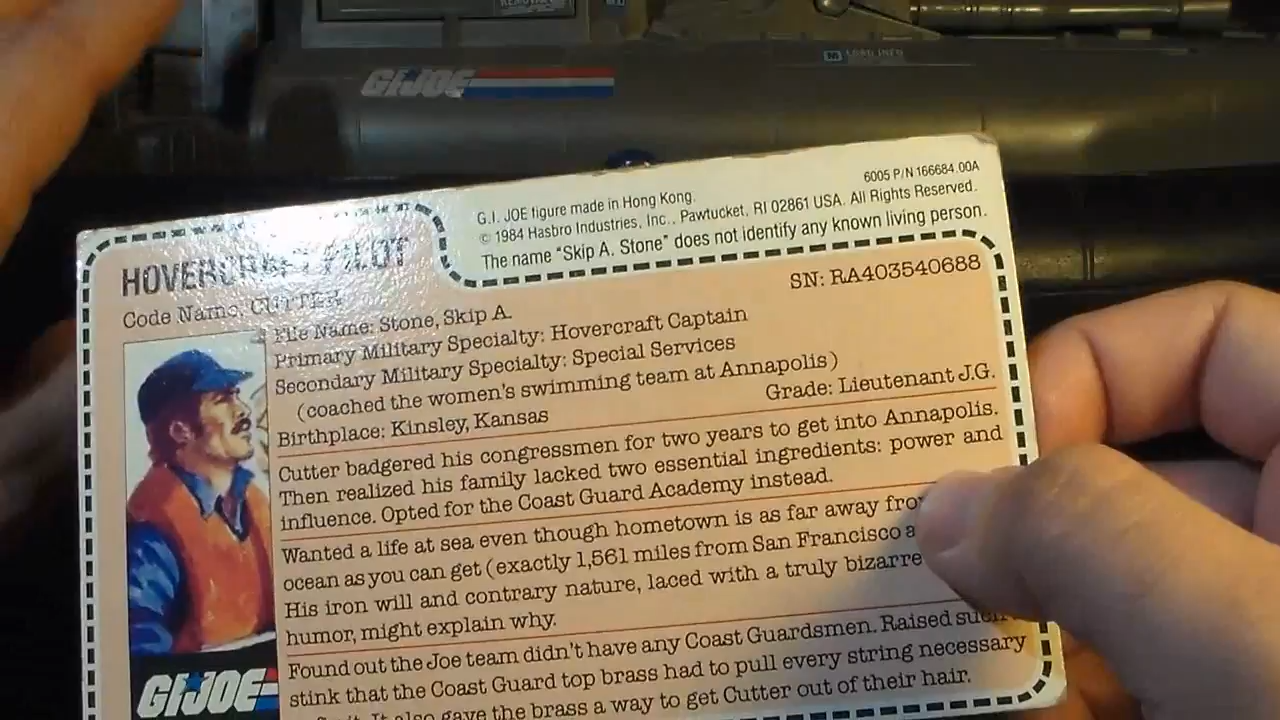 GI JOE
LOAD INFO
6005 P/N 166684.00A
G.I. JOE figure made in Hong Kong.
© 1984 Hasbro Industries, Inc., Pawtucket, RI 02861 USA. All Rights Reserved.
The name "Skip A. Stone" does not identify any known living person.
HOVERCRAFT PILOT
Code Name: CUTTER
SN: RA403540688
File Name: Stone, Skip A.
Primary Military Specialty: Hovercraft Captain
Secondary Military Specialty: Special Services
(coached the women's swimming team at Annapolis)
Birthplace: Kinsley, Kansas
Grade: Lieutenant J.G.
Cutter badgered his congressmen for two years to get into Annapolis.
Then realized his family lacked two essential ingredients: power and
influence. Opted for the Coast Guard Academy instead.
Wanted a life at sea even though hometown is as far away from
ocean as you can get (exactly 1,561 miles from San Francisco a
His iron will and contrary nature, laced with a truly bizarre
humor, might explain why.
Found out the Joe team didn't have any Coast Guardsmen. Raised such
stink that the Coast Guard top brass had to pull every string necessary
It also gave the brass a way to get Cutter out of their hair.
GI JOE